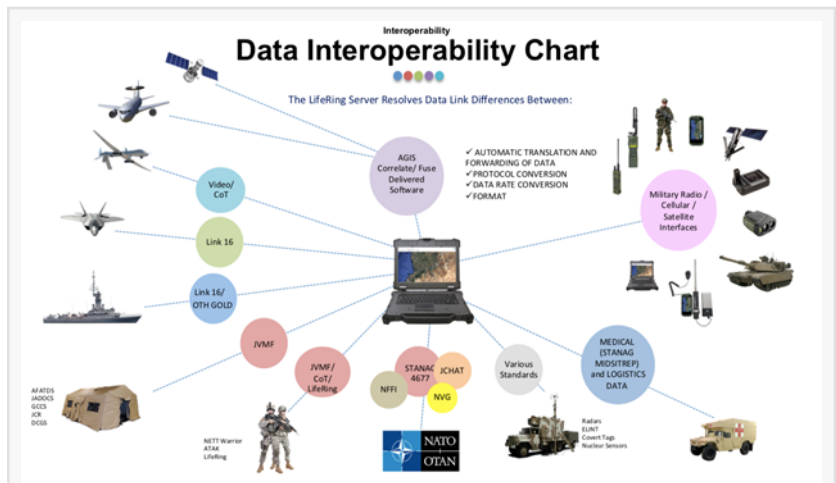 Interoperability
Data Interoperability Chart
The LifeRing Server Resolves Data Link Differences Between:
AGIS
Correlate/ Fuse
Delivered
Software
✓ AUTOMATIC TRANSLATION AND
FORWARDING OF DATA
✓PROTOCOL CONVERSION
✓DATA RATE CONVERSION
✓FORMAT
Military Radio /
Cellular /
Satellite
Interfaces
Video/
CoT
Link 16
Link 16/
OTH GOLD
JVMF
JVMF/
CoT/
LifeRing
STANAG
4677
JCHAT
NFFI
NVG
Various
Standards
MEDICAL
(STANAG
MIDSITREP)
and LOGISTICS
DATA
AFATDS
JADOCS
GCCS
JCR
DCGS
NETT Warrior
ATAK
LifeRing
NATO
OTAN
Radars
ELINT
Covert Tags
Nuclear Sensors